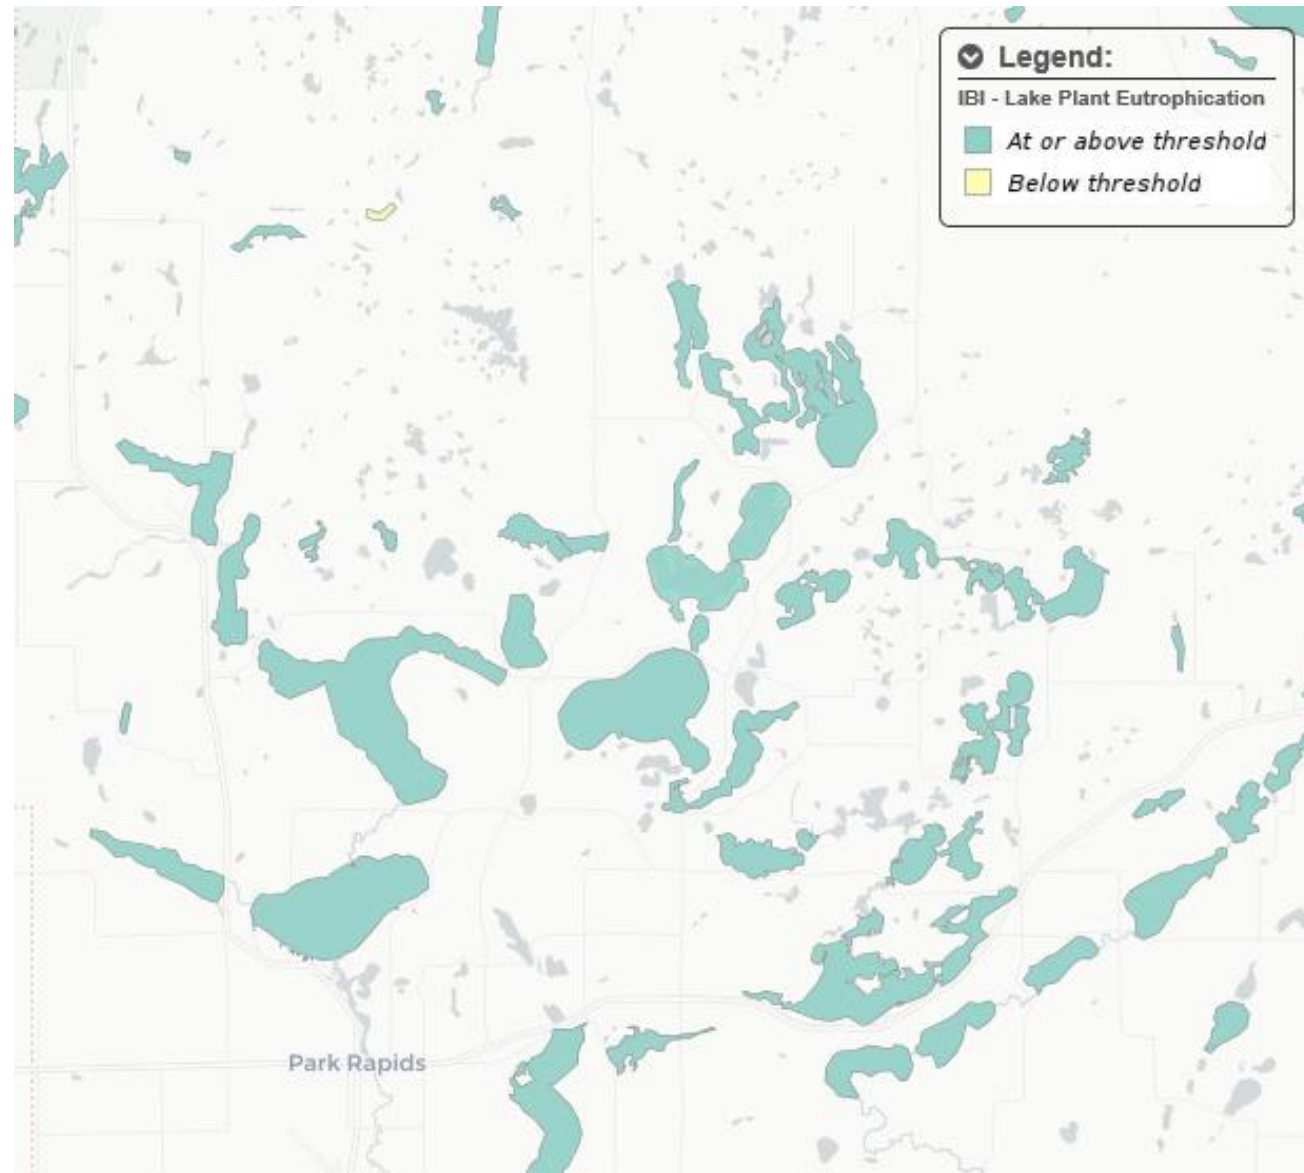 Legend:
IBI - Lake Plant Eutrophication
At or above threshold
Below threshold
Park Rapids